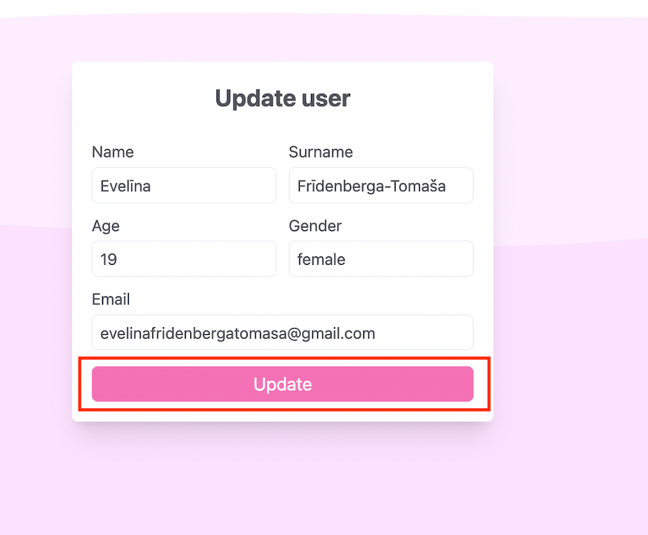 Update user
Name Surname
Evelīna Frīdenberga-Tomaša
Age Gender
19 female
Email
evelinafridenbergatomasa@gmail.com
Update